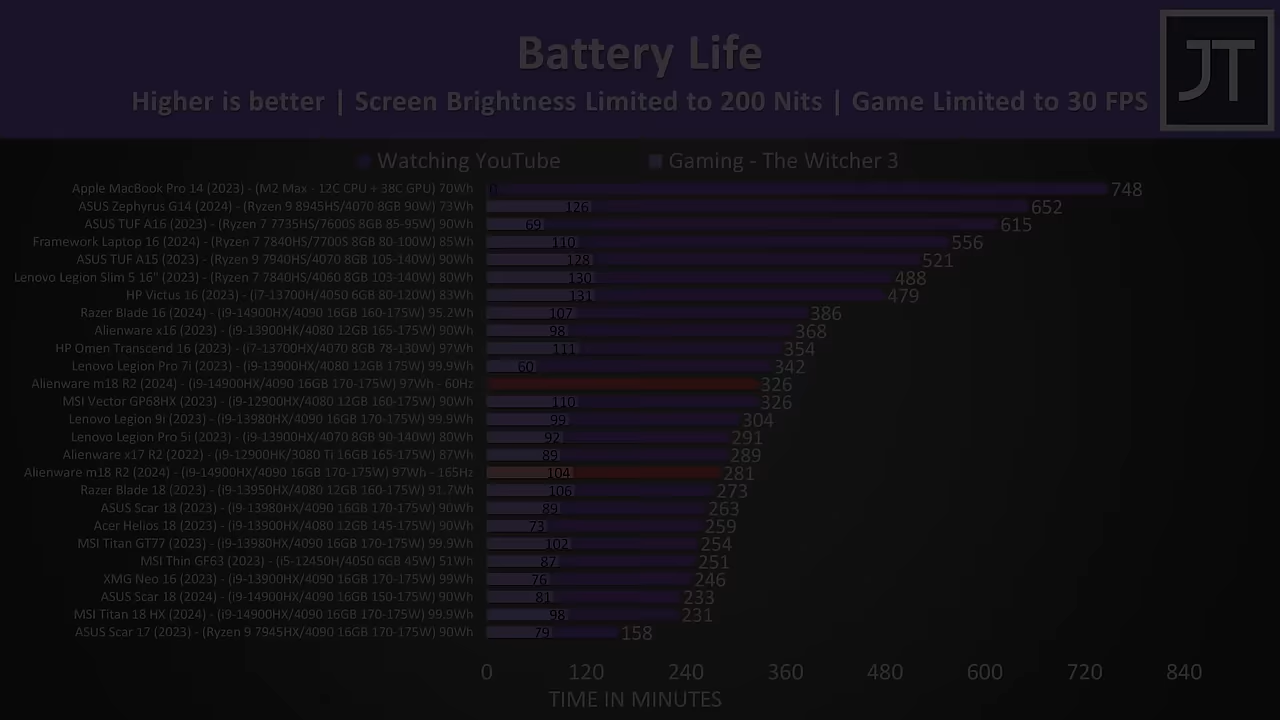 Battery Life
JT
Higher is better | Screen Brightness Limited to 200 Nits | Game Limited to 30 FPS
Watching YouTube Gaming - The Witcher 3
Apple MacBook Pro 14 (2023) - (M2 Max - 12C CPU + 38C GPU) 70Wh 0 748
ASUS Zephyrus G14 (2024) - (Ryzen 9 8945HS/4070 8GB 90W) 73Wh 126 652
ASUS TUF A16 (2023) - (Ryzen 7 7735HS/7600S 8GB 85-95W) 90Wh 69 615
Framework Laptop 16 (2024) - (Ryzen 7 7840HS/7700S 8GB 80-100W) 85Wh 110 556
ASUS TUF A15 (2023) - (Ryzen 9 7940HS/4070 8GB 105-140W) 90Wh 128 521
Lenovo Legion Slim 5 16" (2023) - (Ryzen 7 7840HS/4060 8GB 103-140W) 80Wh 130 488
HP Victus 16 (2023) - (i7-13700H/4050 6GB 80-120W) 83Wh 131 479
Razer Blade 16 (2024) - (i9-14900HX/4090 16GB 160-175W) 95.2Wh 107 386
Alienware x16 (2023) - (i9-13900HK/4080 12GB 165-175W) 90Wh 98 368
HP Omen Transcend 16 (2023) - (i7-13700HX/4070 8GB 78-130W) 97Wh 111 354
Lenovo Legion Pro 7i (2023) - (i9-13900HX/4080 12GB 175W) 99.9Wh 60 342
Alienware m18 R2 (2024) - (i9-14900HX/4090 16GB 170-175W) 97Wh - 60Hz 326
MSI Vector GP68HX (2023) - (i9-12900HX/4080 12GB 160-175W) 90Wh 110 326
Lenovo Legion 9i (2023) - (i9-13980HX/4090 16GB 170-175W) 99.9Wh 99 304
Lenovo Legion Pro 5i (2023) - (i9-13900HX/4070 8GB 90-140W) 80Wh 92 291
Alienware x17 R2 (2022) - (i9-12900HK/3080 Ti 16GB 165-175W) 87Wh 89 289
Alienware m18 R2 (2024) - (i9-14900HX/4090 16GB 170-175W) 97Wh - 165Hz 104 281
Razer Blade 18 (2023) - (i9-13950HX/4080 12GB 160-175W) 91.7Wh 106 273
ASUS Scar 18 (2023) - (i9-13980HX/4090 16GB 170-175W) 90Wh 89 263
Acer Helios 18 (2023) - (i9-13900HX/4080 12GB 145-175W) 90Wh 73 259
MSI Titan GT77 (2023) - (i9-13980HX/4090 16GB 170-175W) 99.9Wh 102 254
MSI Thin GF63 (2023) - (i5-12450H/4050 6GB 45W) 51Wh 87 251
XMG Neo 16 (2023) - (i9-13900HX/4090 16GB 170-175W) 99Wh 76 246
ASUS Scar 18 (2024) - (i9-14900HX/4090 16GB 150-175W) 90Wh 81 233
MSI Titan 18 HX (2024) - (i9-14900HX/4090 16GB 170-175W) 99.9Wh 98 231
ASUS Scar 17 (2023) - (Ryzen 9 7945HX/4090 16GB 170-175W) 90Wh 79 158
0 120 240 360 480 600 720 840
TIME IN MINUTES